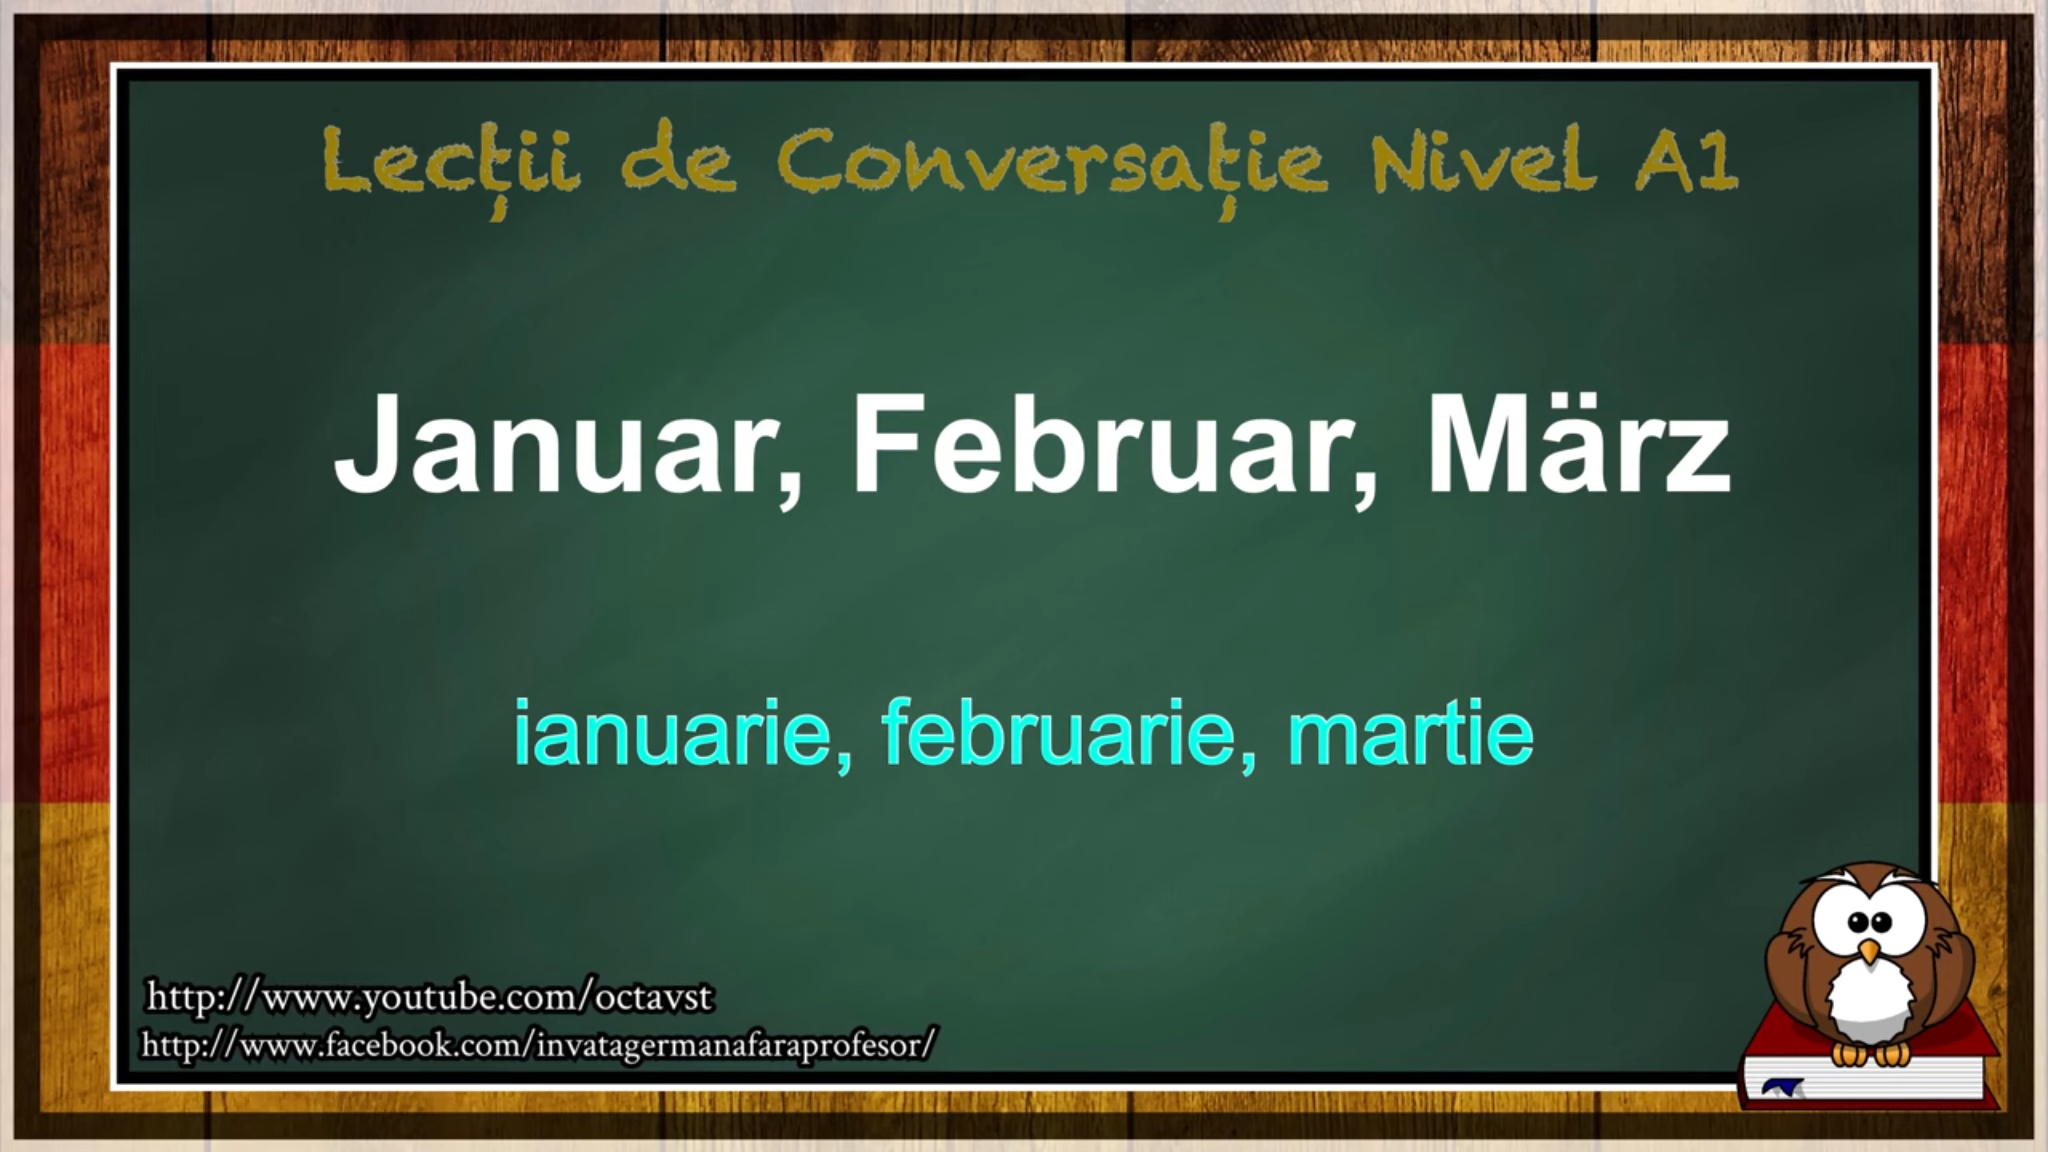 Lecții de Conversație Nivel A1
Januar, Februar, März
ianuarie, februarie, martie
http://www.youtube.com/octavst
http://www.facebook.com/invatagermanafaraprofesor/